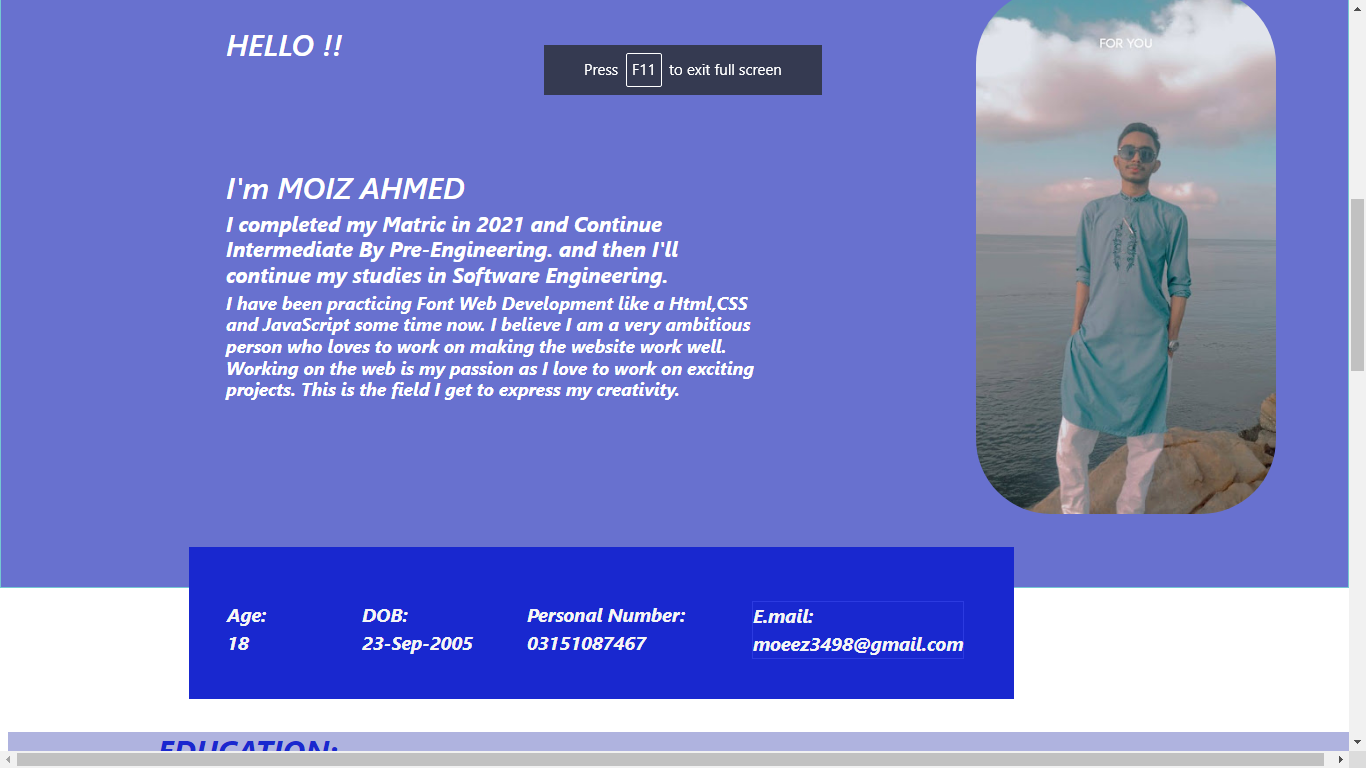 HELLO !!
FOR YOU
Press F11 to exit full screen
I'm MOIZ AHMED
I completed my Matric in 2021 and Continue
Intermediate By Pre-Engineering. and then I'll
continue my studies in Software Engineering.
I have been practicing Font Web Development like a Html,CSS
and JavaScript some time now. I believe I am a very ambitious
person who loves to work on making the website work well.
Working on the web is my passion as I love to work on exciting
projects. This is the field I get to express my creativity.
Age:
18
DOB:
23-Sep-2005
Personal Number:
03151087467
E.mail:
moeez3498@gmail.com
EDUCATION: